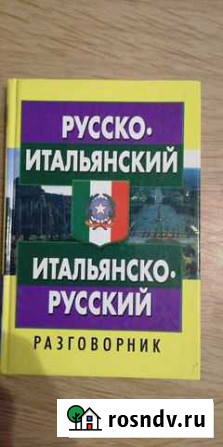 РУССКО-
ИТАЛЬЯНСКИЙ
ИТАЛЬЯНСКО-
РУССКИЙ
РАЗГОВОРНИК
rosndv.ru